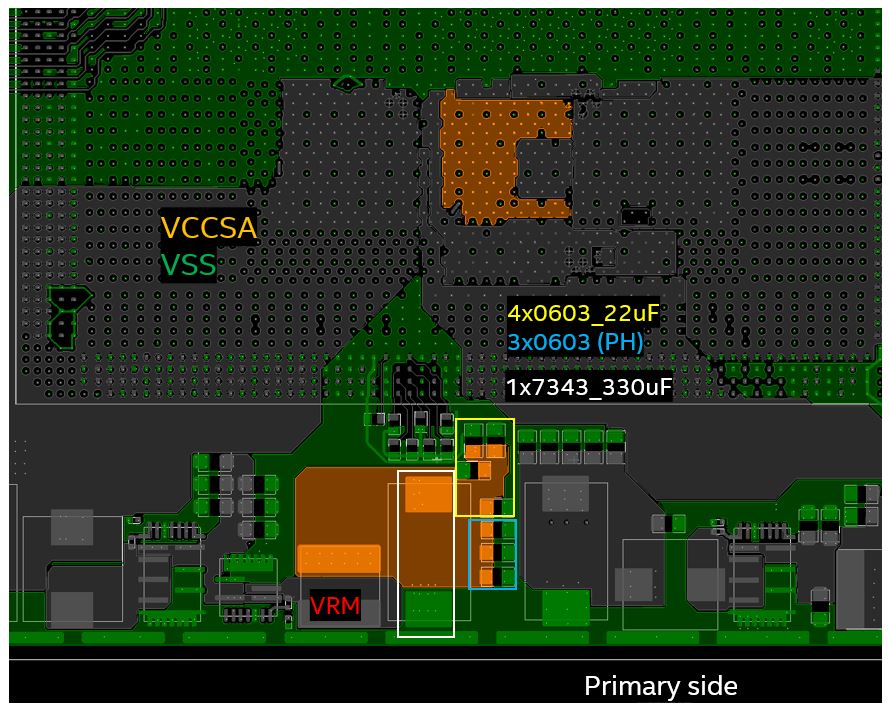 VCCSA
VSS
4x0603_22uF
3x0603 (PH)
1x7343_330uF
VRM
Primary side